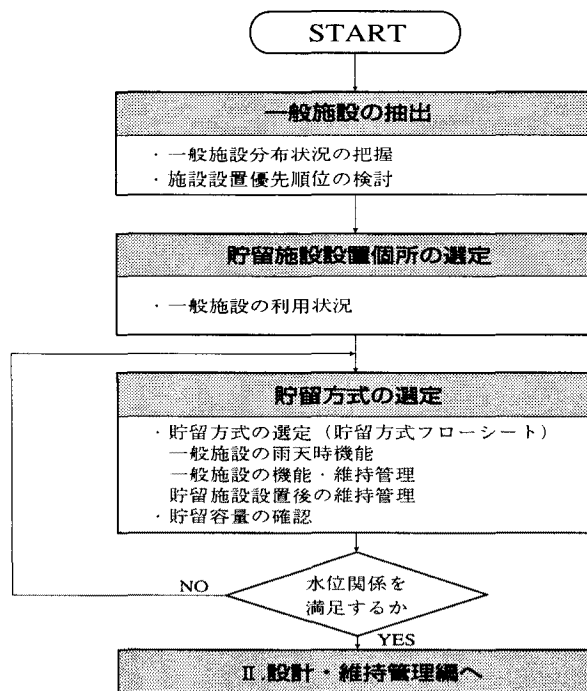 START
一般施設の抽出
・一般施設分布状況の把握
・施設設置優先順位の検討
貯留施設設置個所の選定
・一般施設の利用状況
貯留方式の選定
・貯留方式の選定（貯留方式フローシート）
一般施設の雨天時機能
一般施設の機能・維持管理
貯留施設設置後の維持管理
・貯留容量の確認
水位関係を
満足するか
NO
YES
Ⅱ.設計・維持管理編へ